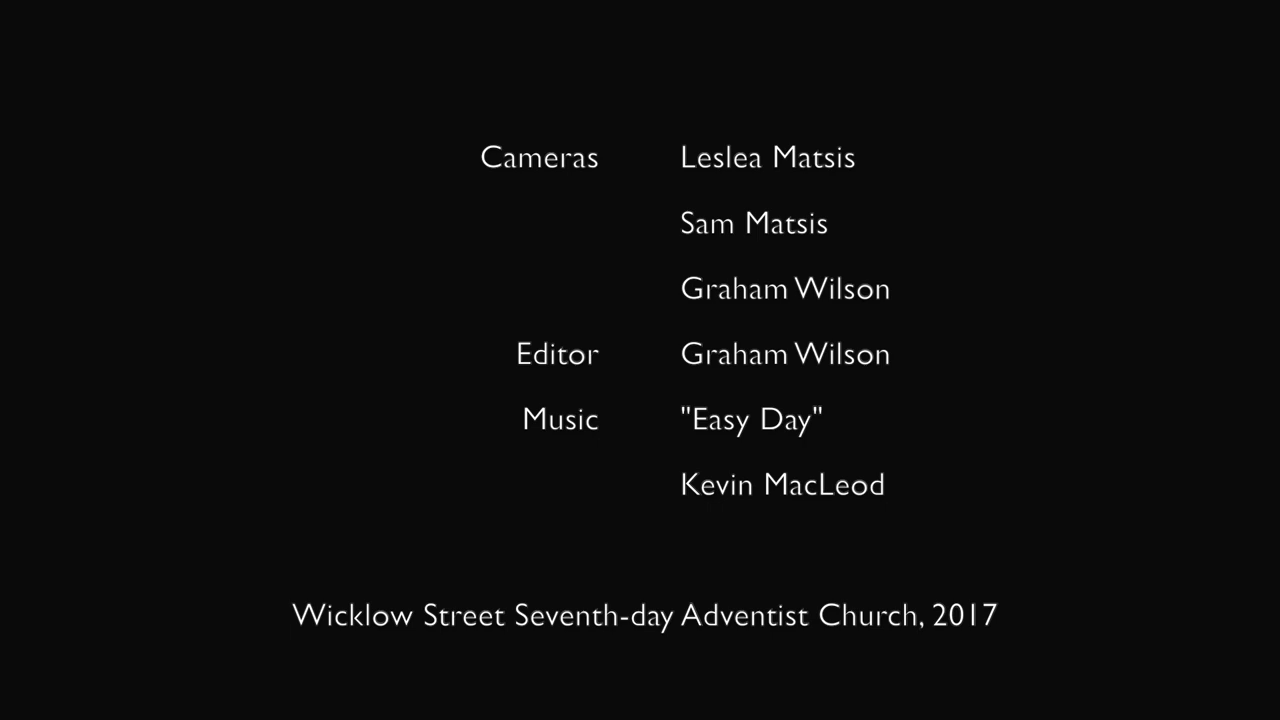 Cameras Leslea Matsis
Sam Matsis
Graham Wilson
Editor Graham Wilson
Music "Easy Day"
Kevin MacLeod
Wicklow Street Seventh-day Adventist Church, 2017